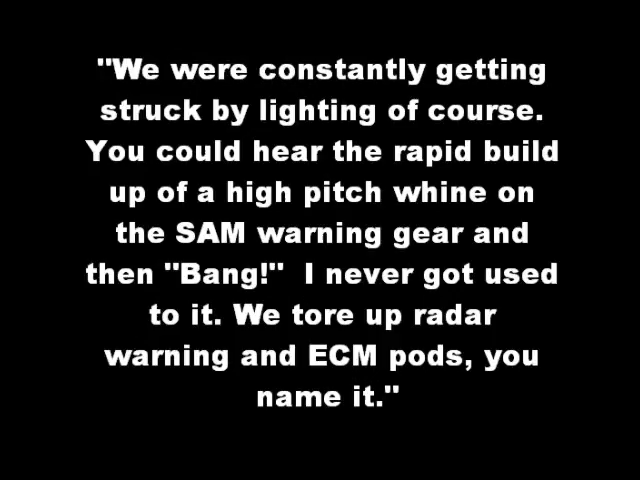 "We were constantly getting
struck by lighting of course.
You could hear the rapid build
up of a high pitch whine on
the SAM warning gear and
then "Bang!"  I never got used
to it. We tore up radar
warning and ECM pods, you
name it."